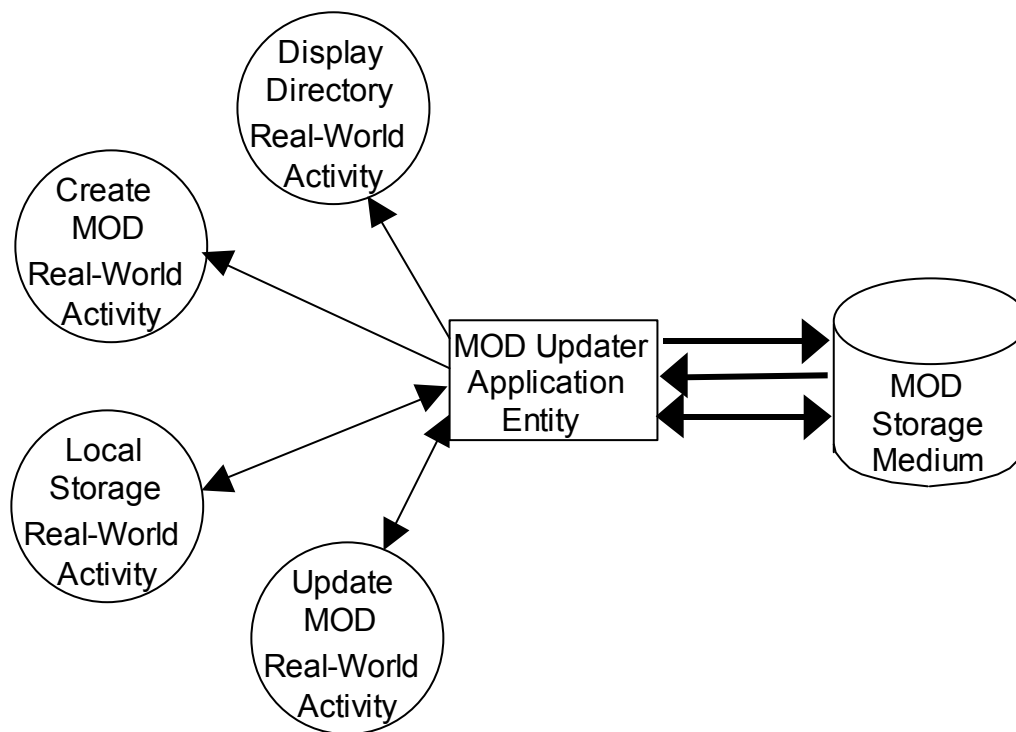 Display
Directory
Real-World
Activity
Create
MOD
Real-World
Activity
MOD Updater
Application
Entity
MOD
Storage
Medium
Local
Storage
Real-World
Activity
Update
MOD
Real-World
Activity